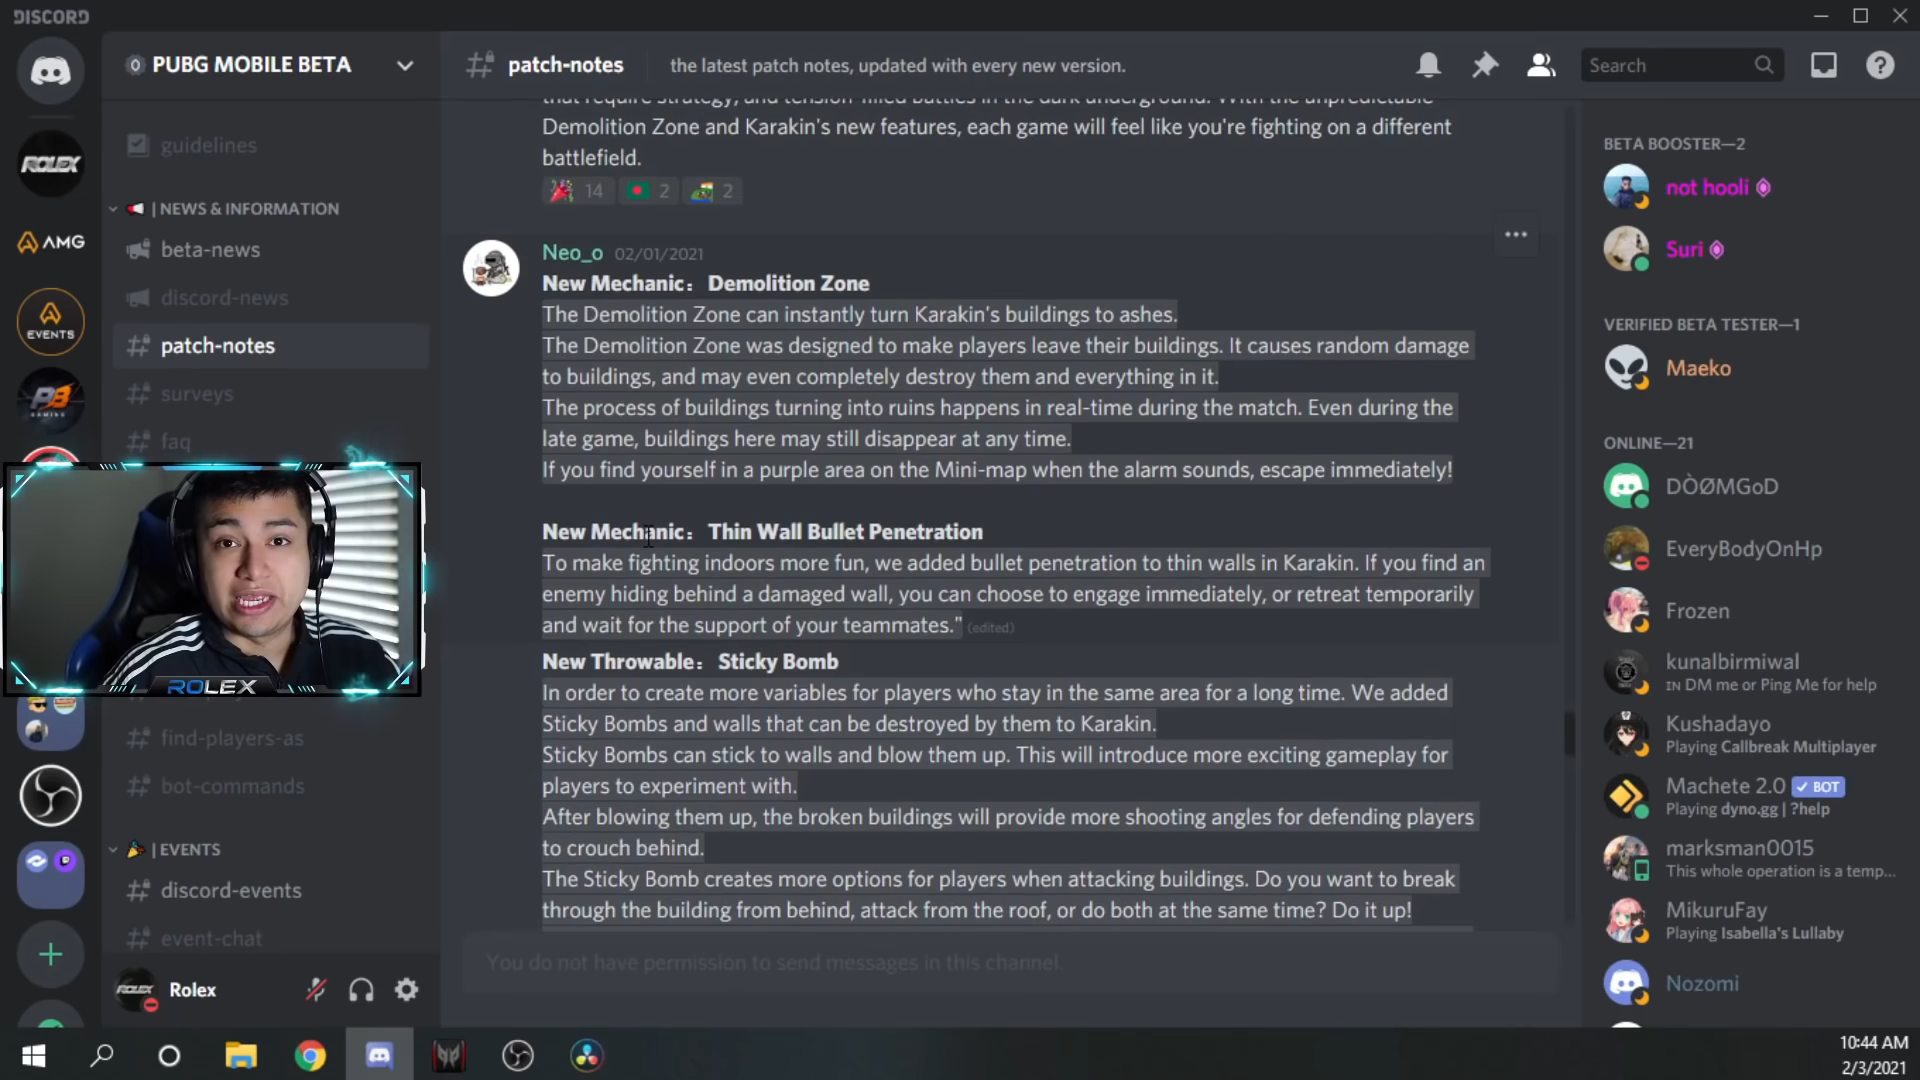 DISCORD
PUBG MOBILE BETA
patch-notes
the latest patch notes, updated with every new version.
Search
guidelines
| NEWS & INFORMATION
beta-news
discord-news
patch-notes
surveys
faq
find-players-as
bot-commands
| EVENTS
discord-events
event-chat
ROLEX
AMG
EVENTS
ROLEX
Rolex
that require strategy, and tension-filled battles in the dark underground. With the unpredictable
Demolition Zone and Karakin's new features, each game will feel like you're fighting on a different
battlefield.
14
2
2
Neo_o 02/01/2021
New Mechanic： Demolition Zone
The Demolition Zone can instantly turn Karakin's buildings to ashes.
The Demolition Zone was designed to make players leave their buildings. It causes random damage
to buildings, and may even completely destroy them and everything in it.
The process of buildings turning into ruins happens in real-time during the match. Even during the
late game, buildings here may still disappear at any time.
If you find yourself in a purple area on the Mini-map when the alarm sounds, escape immediately!
New Mechanic： Thin Wall Bullet Penetration
To make fighting indoors more fun, we added bullet penetration to thin walls in Karakin. If you find an
enemy hiding behind a damaged wall, you can choose to engage immediately, or retreat temporarily
and wait for the support of your teammates." (edited)
New Throwable： Sticky Bomb
In order to create more variables for players who stay in the same area for a long time. We added
Sticky Bombs and walls that can be destroyed by them to Karakin.
Sticky Bombs can stick to walls and blow them up. This will introduce more exciting gameplay for
players to experiment with.
After blowing them up, the broken buildings will provide more shooting angles for defending players
to crouch behind.
The Sticky Bomb creates more options for players when attacking buildings. Do you want to break
through the building from behind, attack from the roof, or do both at the same time? Do it up!
You do not have permission to send messages in this channel.
BETA BOOSTER—2
not hooli
Suri
VERIFIED BETA TESTER—1
Maeko
ONLINE—21
DÒØMGoD
EveryBodyOnHp
Frozen
kunalbirmiwal
IN DM me or Ping Me for help
Kushadayo
Playing Callbreak Multiplayer
Machete 2.0 BOT
Playing dyno.gg | ?help
marksman0015
This whole operation is a temp...
MikuruFay
Playing Isabella's Lullaby
Nozomi
10:44 AM
2/3/2021